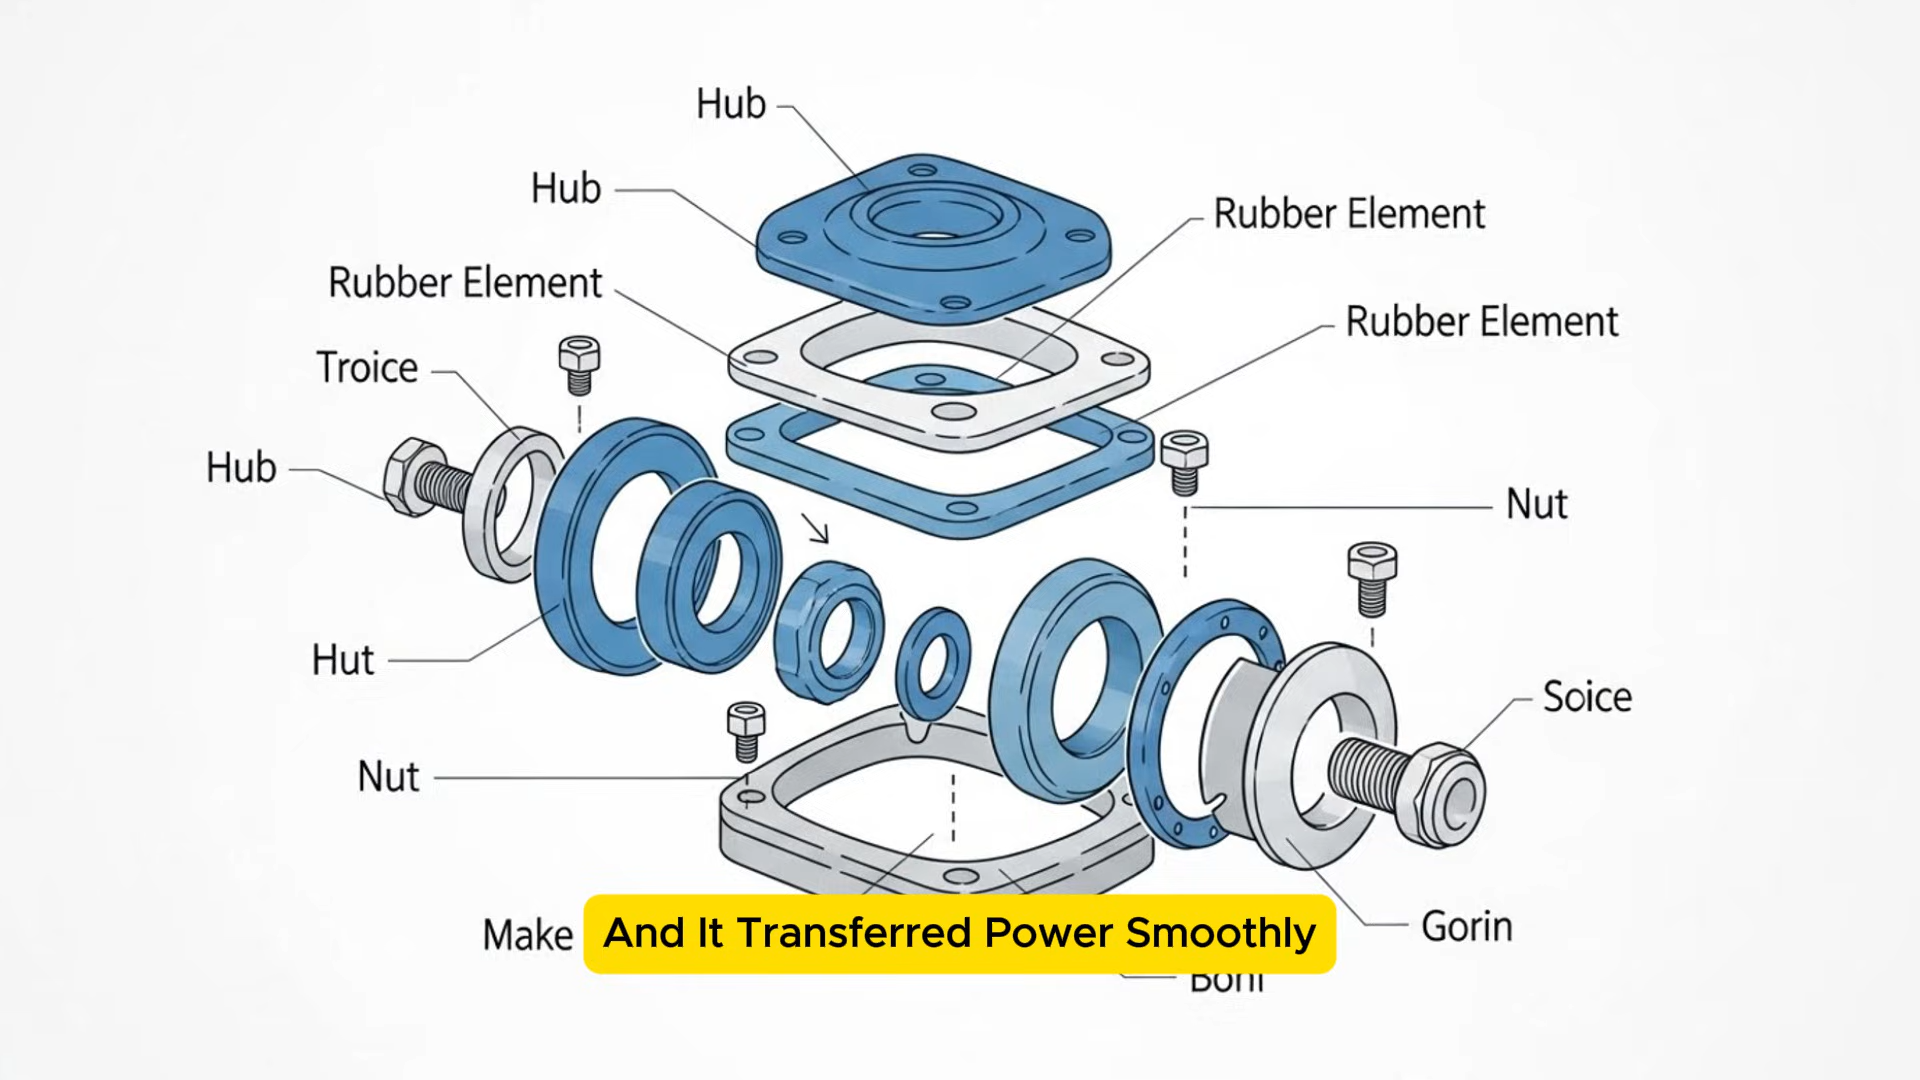 Hub
Hub
Rubber Element
Rubber Element
Rubber Element
Troice
Hub
Nut
Hut
Soice
Nut
Gorin
Make
And It Transferred Power Smoothly